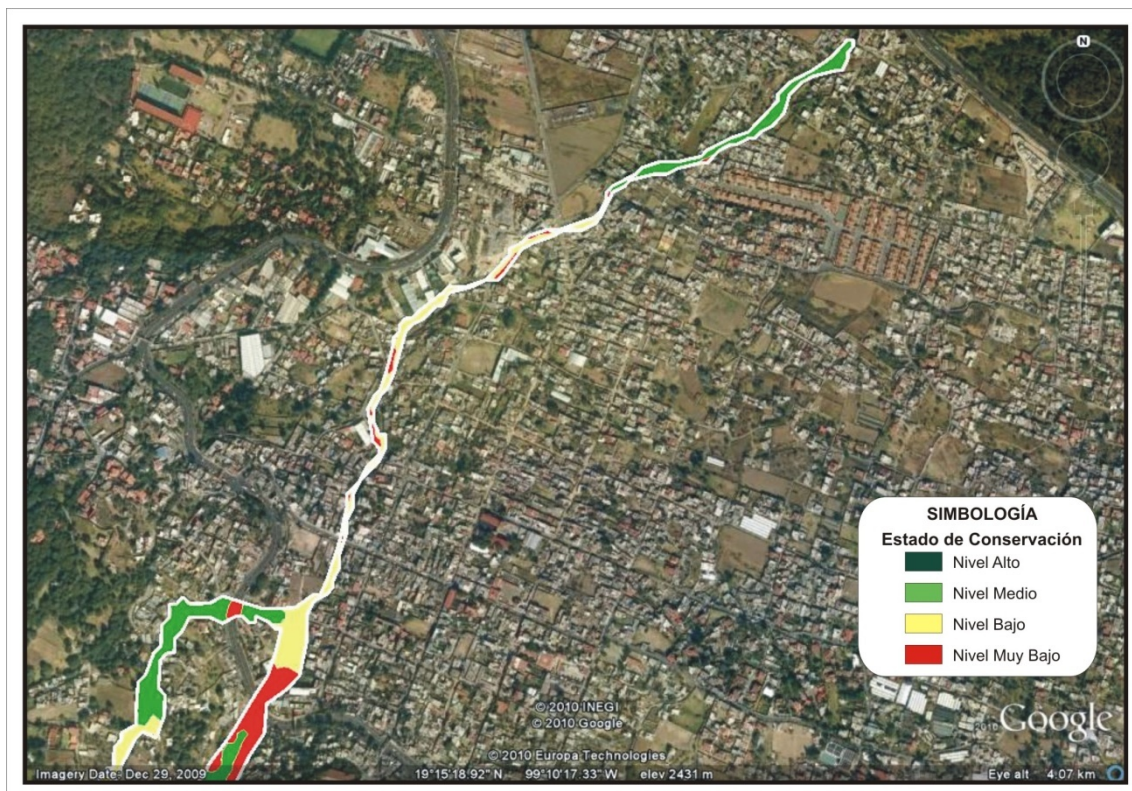 N
SIMBOLOGÍA
Estado de Conservación
Nivel Alto
Nivel Medio
Nivel Bajo
Nivel Muy Bajo
© 2010 INEGI
© 2010 Google
© 2010 Europa Technologies
©2010 Google
Imagery Date: Dec 29, 2009
19°15'18.92" N 99°10'17.33" W elev 2431 m
Eye alt 4.07 km